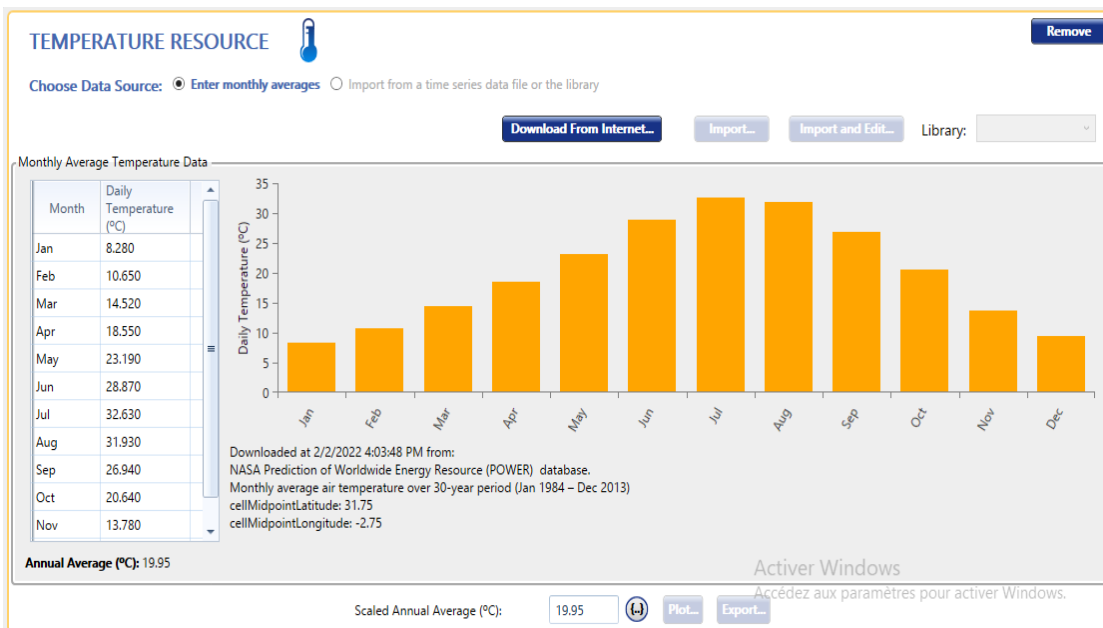 TEMPERATURE RESOURCE
Remove
Choose Data Source: Enter monthly averages Import from a time series data file or the library
Download From Internet... Import... Import and Edit... Library:
Monthly Average Temperature Data
Month Daily Temperature (ºC)
Jan 8.280
Feb 10.650
Mar 14.520
Apr 18.550
May 23.190
Jun 28.870
Jul 32.630
Aug 31.930
Sep 26.940
Oct 20.640
Nov 13.780
Daily Temperature (ºC)
35
30
25
20
15
10
5
0
Jan Feb Mar Apr May Jun Jul Aug Sep Oct Nov Dec
Downloaded at 2/2/2022 4:03:48 PM from:
NASA Prediction of Worldwide Energy Resource (POWER) database.
Monthly average air temperature over 30-year period (Jan 1984 – Dec 2013)
cellMidpointLatitude: 31.75
cellMidpointLongitude: -2.75
Annual Average (ºC): 19.95
Activer Windows
Accédez aux paramètres pour activer Windows.
Scaled Annual Average (ºC): 19.95 {..} Plot... Export...